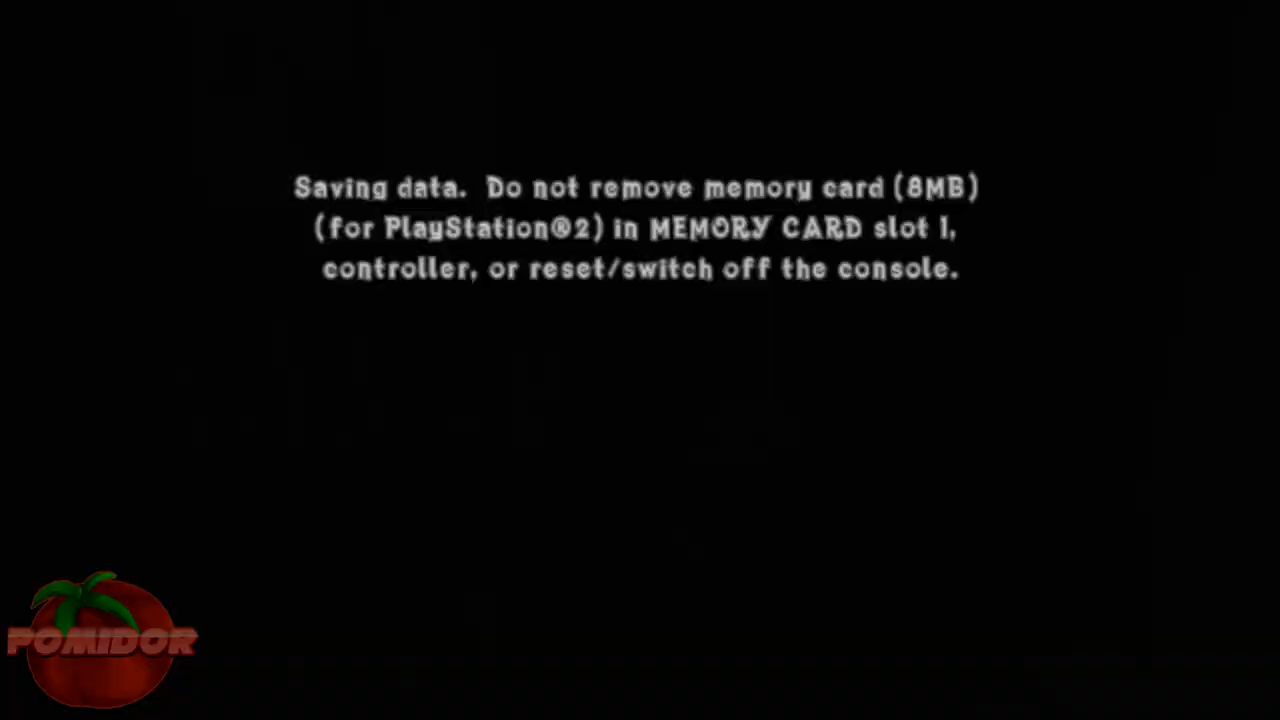 Saving data. Do not remove memory card (8MB)
(for PlayStation®2) in MEMORY CARD slot 1,
controller, or reset/switch off the console.
POMIDOR